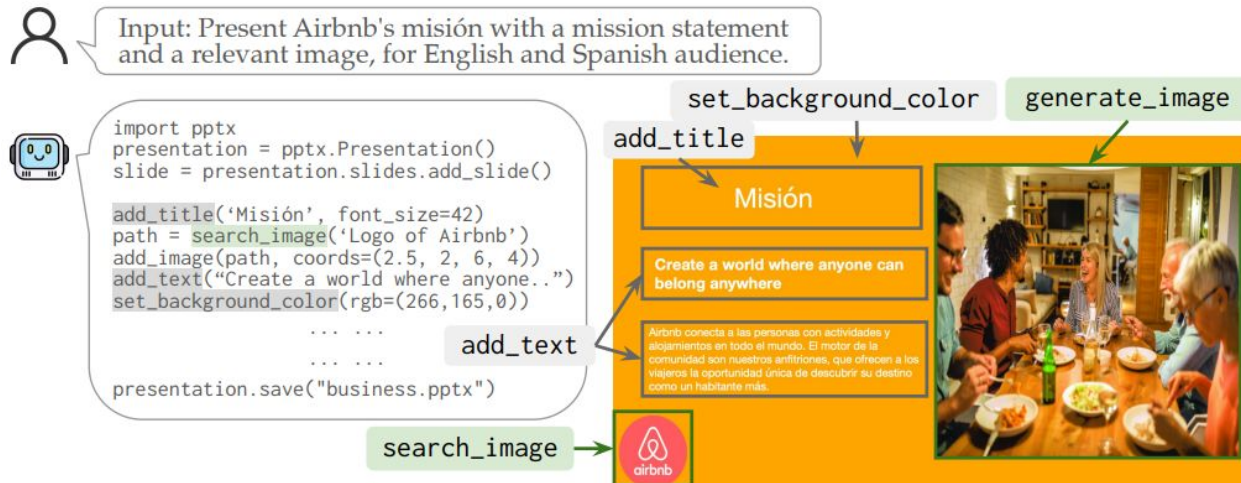 Input: Present Airbnb's misión with a mission statement
and a relevant image, for English and Spanish audience.
import pptx
presentation = pptx.Presentation()
slide = presentation.slides.add_slide()
add_title(‘Misión’, font_size=42)
path = search_image(‘Logo of Airbnb’)
add_image(path, coords=(2.5, 2, 6, 4))
add_text(“Create a world where anyone..”)
set_background_color(rgb=(266,165,0))
... ...
... ...
presentation.save("business.pptx")
set_background_color
generate_image
add_title
Misión
Create a world where anyone can
belong anywhere
add_text
Airbnb conecta a las personas con actividades y
alojamientos en todo el mundo. El motor de la
comunidad son nuestros anfitriones, que ofrecen a los
viajeros la oportunidad única de descubrir su destino
como un habitante más.
search_image
airbnb